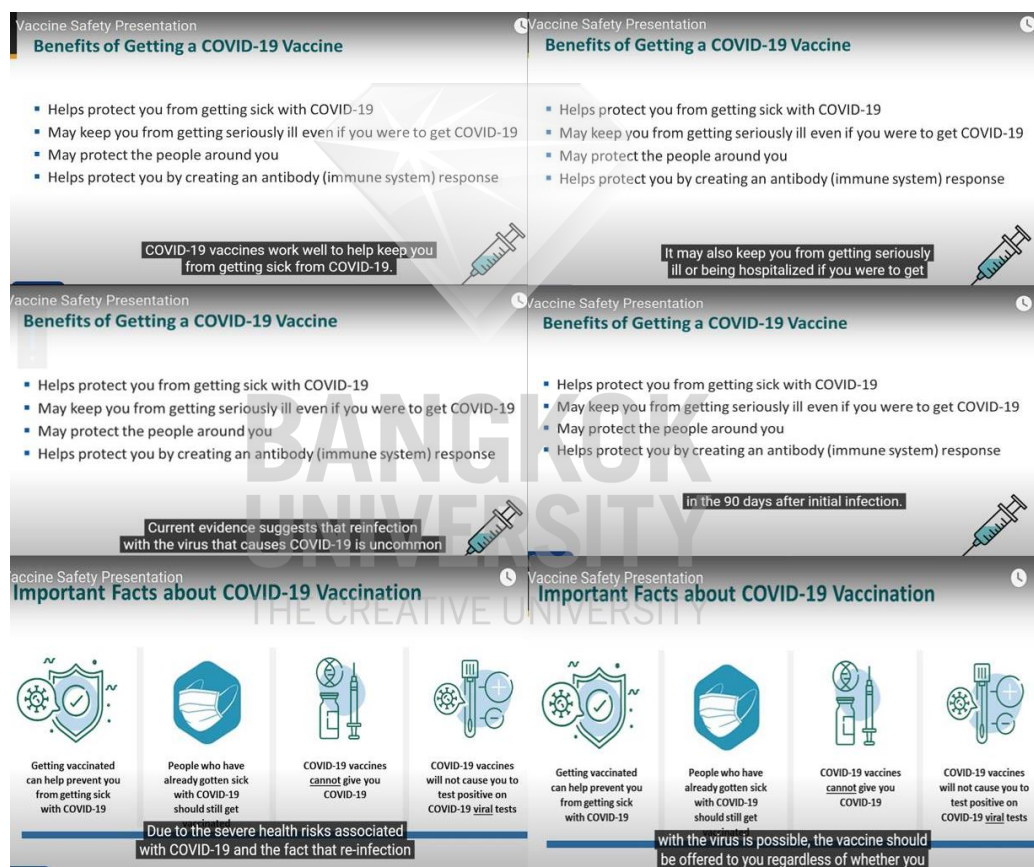 Vaccine Safety Presentation
Benefits of Getting a COVID-19 Vaccine
Helps protect you from getting sick with COVID-19
May keep you from getting seriously ill even if you were to get COVID-19
May protect the people around you
Helps protect you by creating an antibody (immune system) response
COVID-19 vaccines work well to help keep you
from getting sick from COVID-19.
Vaccine Safety Presentation
Benefits of Getting a COVID-19 Vaccine
Helps protect you from getting sick with COVID-19
May keep you from getting seriously ill even if you were to get COVID-19
May protect the people around you
Helps protect you by creating an antibody (immune system) response
It may also keep you from getting seriously
ill or being hospitalized if you were to get
Vaccine Safety Presentation
Benefits of Getting a COVID-19 Vaccine
Helps protect you from getting sick with COVID-19
May keep you from getting seriously ill even if you were to get COVID-19
May protect the people around you
Helps protect you by creating an antibody (immune system) response
Current evidence suggests that reinfection
with the virus that causes COVID-19 is uncommon
Vaccine Safety Presentation
Benefits of Getting a COVID-19 Vaccine
Helps protect you from getting sick with COVID-19
May keep you from getting seriously ill even if you were to get COVID-19
May protect the people around you
Helps protect you by creating an antibody (immune system) response
in the 90 days after initial infection.
BANGKOK
UNIVERSITY
THE CREATIVE UNIVERSITY
accine Safety Presentation
Important Facts about COVID-19 Vaccination
Getting vaccinated
can help prevent you
from getting sick
with COVID-19
People who have
already gotten sick
with COVID-19
should still get
COVID-19 vaccines
cannot give you
COVID-19
COVID-19 vaccines
will not cause you to
test positive on
COVID-19 viral tests
Due to the severe health risks associated
with COVID-19 and the fact that re-infection
Vaccine Safety Presentation
Important Facts about COVID-19 Vaccination
Getting vaccinated
can help prevent you
from getting sick
with COVID-19
People who have
already gotten sick
with COVID-19
should still get
COVID-19 vaccines
cannot give you
COVID-19
COVID-19 vaccines
will not cause you to
test positive on
COVID-19 viral tests
with the virus is possible, the vaccine should
be offered to you regardless of whether you